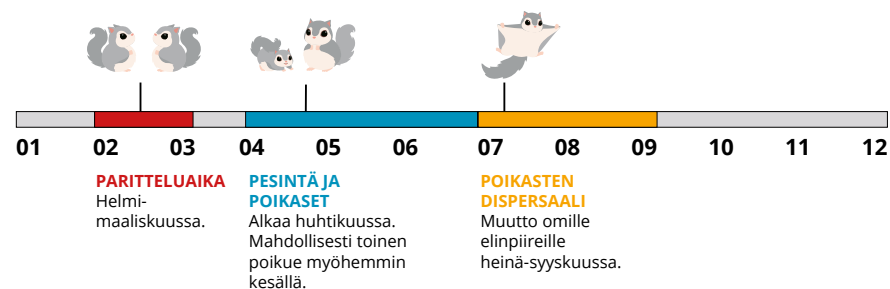 01 02 03 04 05 06 07 08 09 10 11 12
PARITTELUAIKA
Helmi-
maaliskuussa.
PESINTÄ JA
POIKASET
Alkaa huhtikuussa.
Mahdollisesti toinen
poikue myöhemmin
kesällä.
POIKASTEN
DISPERSAALI
Muutto omille
elinpiireille
heinä-syyskuussa.